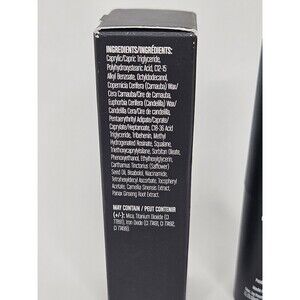 INGREDIENTS/INGRÉDIENTS:
Caprylic/Capric Triglyceride,
Polyhydroxystearic Acid, C12-15
Alkyl Benzoate, Octyldodecanol,
Copernicia Cerifera (Carnauba) Wax/
Cera Carnauba/Cire de Carnauba,
Euphorbia Cerifera (Candelilla) Wax/
Candelilla Cera/Cire de candelilla,
Pentaerythrityl Adipate/Caprate/
Caprylate/Heptanoate, C18-36 Acid
Triglyceride, Tribehenin, Methyl
Hydrogenated Rosinate, Squalane,
Triethoxycaprylylsilane, Sorbitan Oleate,
Phenoxyethanol, Ethylhexylglycerin,
Carthamus Tinctorius (Safflower)
Seed Oil, Bisabolol, Niacinamide,
Tetrahexyldecyl Ascorbate, Tocopheryl
Acetate, Camellia Sinensis Extract,
Panax Ginseng Root Extract.
MAY CONTAIN / PEUT CONTENIR
(+/-): Mica, Titanium Dioxide (CI
77891), Iron Oxide (CI 77491, CI 77492,
CI 77499).